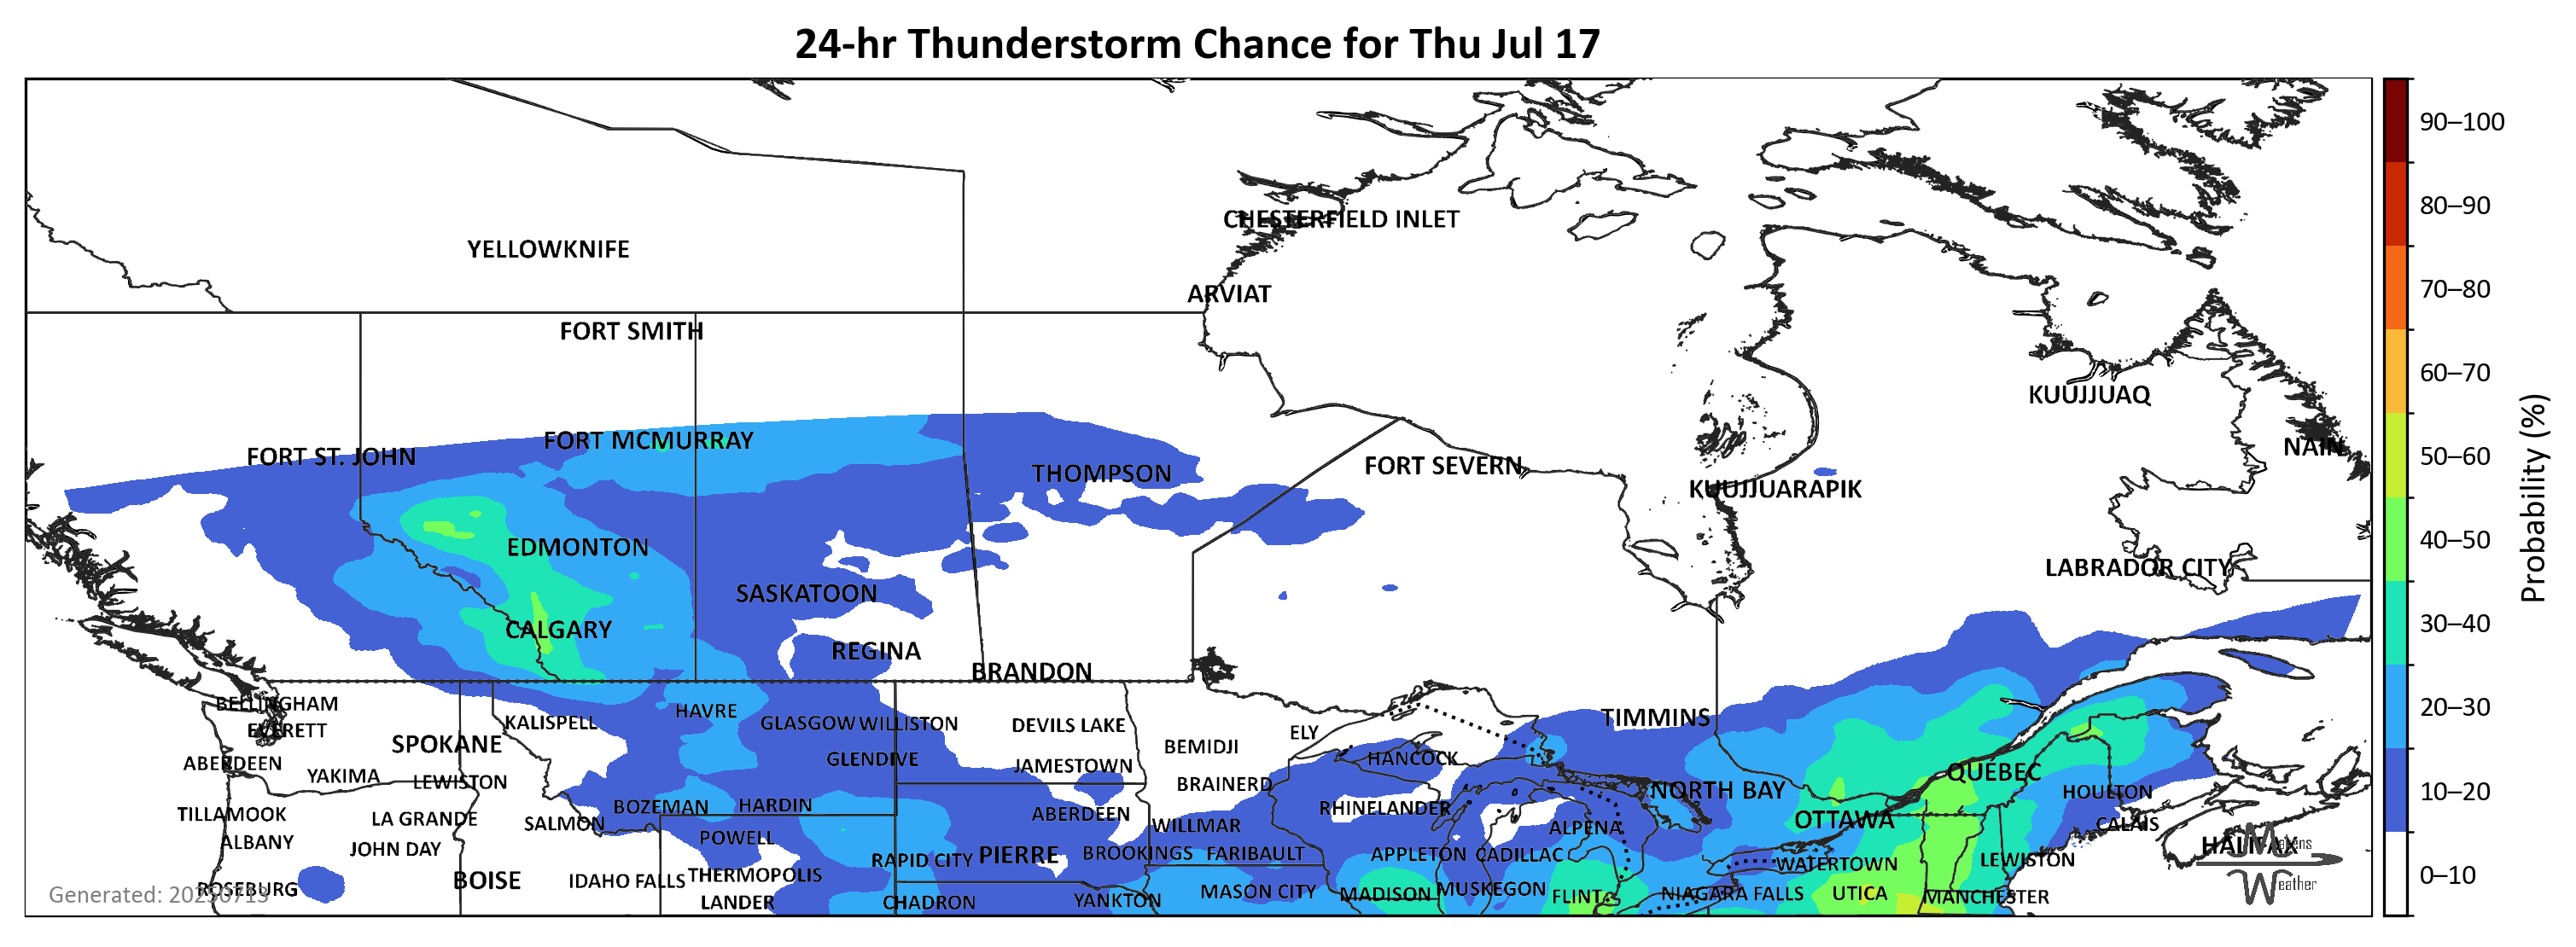 24-hr Thunderstorm Chance for Thu Jul 17
90–100
80–90
CHESTERFIELD INLET
YELLOWKNIFE
70–80
ARVIAT
FORT SMITH
60–70
KUUJJUAQ
Probability (%)
FORT MCMURRAY
NAIN
FORT ST. JOHN
50–60
FORT SEVERN
THOMPSON
KUUJJUARAPIK
40–50
EDMONTON
LABRADOR CITY
SASKATOON
30–40
CALGARY
REGINA
BRANDON
BELLINGHAM
20–30
HAVRE
TIMMINS
KALISPELL
GLASGOW
WILLISTON
DEVILS LAKE
EVERETT
ELY
SPOKANE
BEMIDJI
GLENDIVE
HANCOCK
ABERDEEN
JAMESTOWN
QUÉBEC
YAKIMA
LEWISTON
BRAINERD
NORTH BAY
HOULTON
10–20
BOZEMAN
HARDIN
RHINELANDER
TILLAMOOK
LA GRANDE
SALMON
ABERDEEN
WILLMAR
ALPENA
OTTAWA
CALAIS
POWELL
ALBANY
JOHN DAY
HALIFAX
Matens
RAPID CITY
PIERRE
BROOKINGS
FARIBAULT
APPLETON
CADILLAC
WATERTOWN
LEWISTON
BOISE
IDAHO FALLS
THERMOPOLIS
0–10
Weather
ROSEBURG
Generated: 20250713
MASON CITY
MADISON
MUSKEGON
FLINT
NIAGARA FALLS
UTICA
MANCHESTER
LANDER
CHADRON
YANKTON